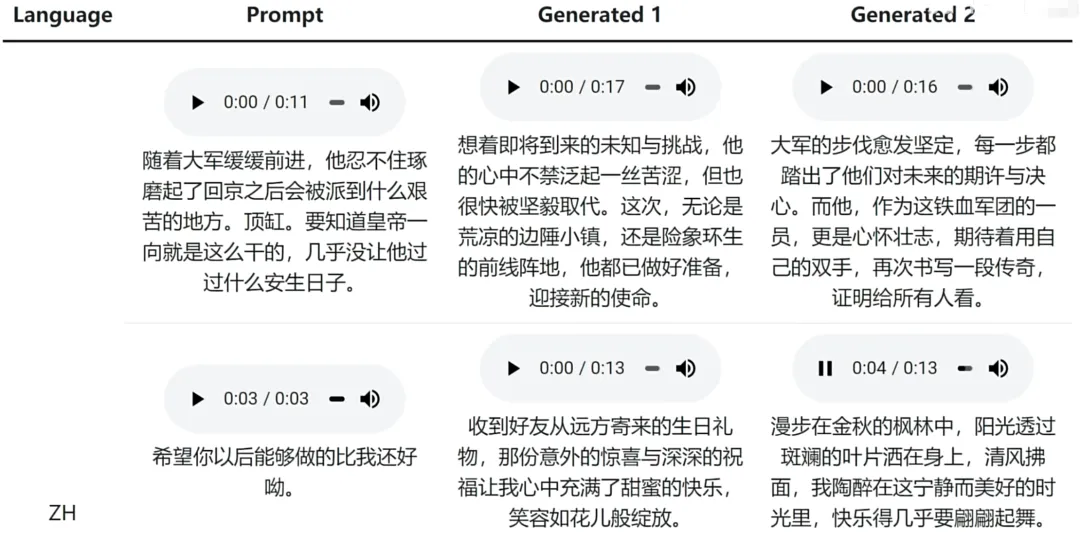 Language Prompt Generated 1 Generated 2
0:00 / 0:11
随着大军缓缓前进，他忍不住琢
磨起了回京之后会被派到什么艰
苦的地方。顶缸。要知道皇帝一
向就是这么干的，几乎没让他过
过什么安生日子。
0:00 / 0:17
想着即将到来的未知与挑战，他
的心中不禁泛起一丝苦涩，但也
很快被坚毅取代。这次，无论是
荒凉的边陲小镇，还是险象环生
的前线阵地，他都已做好准备，
迎接新的使命。
0:00 / 0:16
大军的步伐愈发坚定，每一步都
踏出了他们对未来的期许与决
心。而他，作为这铁血军团的一
员，更是心怀壮志，期待着用自
己的双手，再次书写一段传奇，
证明给所有人看。
ZH
0:03 / 0:03
希望你以后能够做的比我还好
呦。
0:00 / 0:13
收到好友从远方寄来的生日礼
物，那份意外的惊喜与深深的祝
福让我心中充满了甜蜜的快乐，
笑容如花儿般绽放。
0:04 / 0:13
漫步在金秋的枫林中，阳光透过
斑斓的叶片洒在身上，清风拂
面，我陶醉在这宁静而美好的时
光里，快乐得几乎要翩翩起舞。